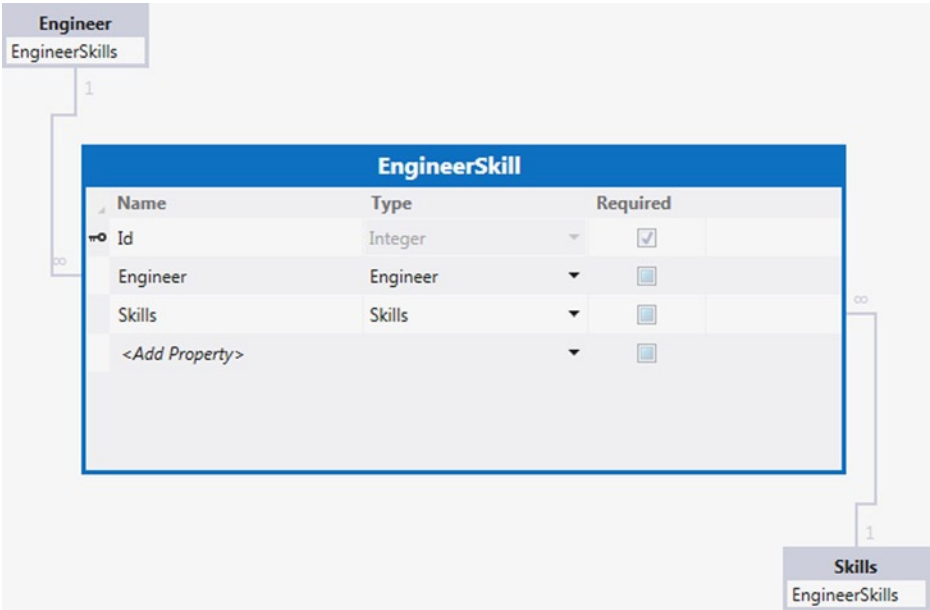 Engineer
EngineerSkills
1
EngineerSkill
Name Type Required
Id Integer
∞
Engineer Engineer
Skills Skills
∞
<Add Property>
1
Skills
EngineerSkills